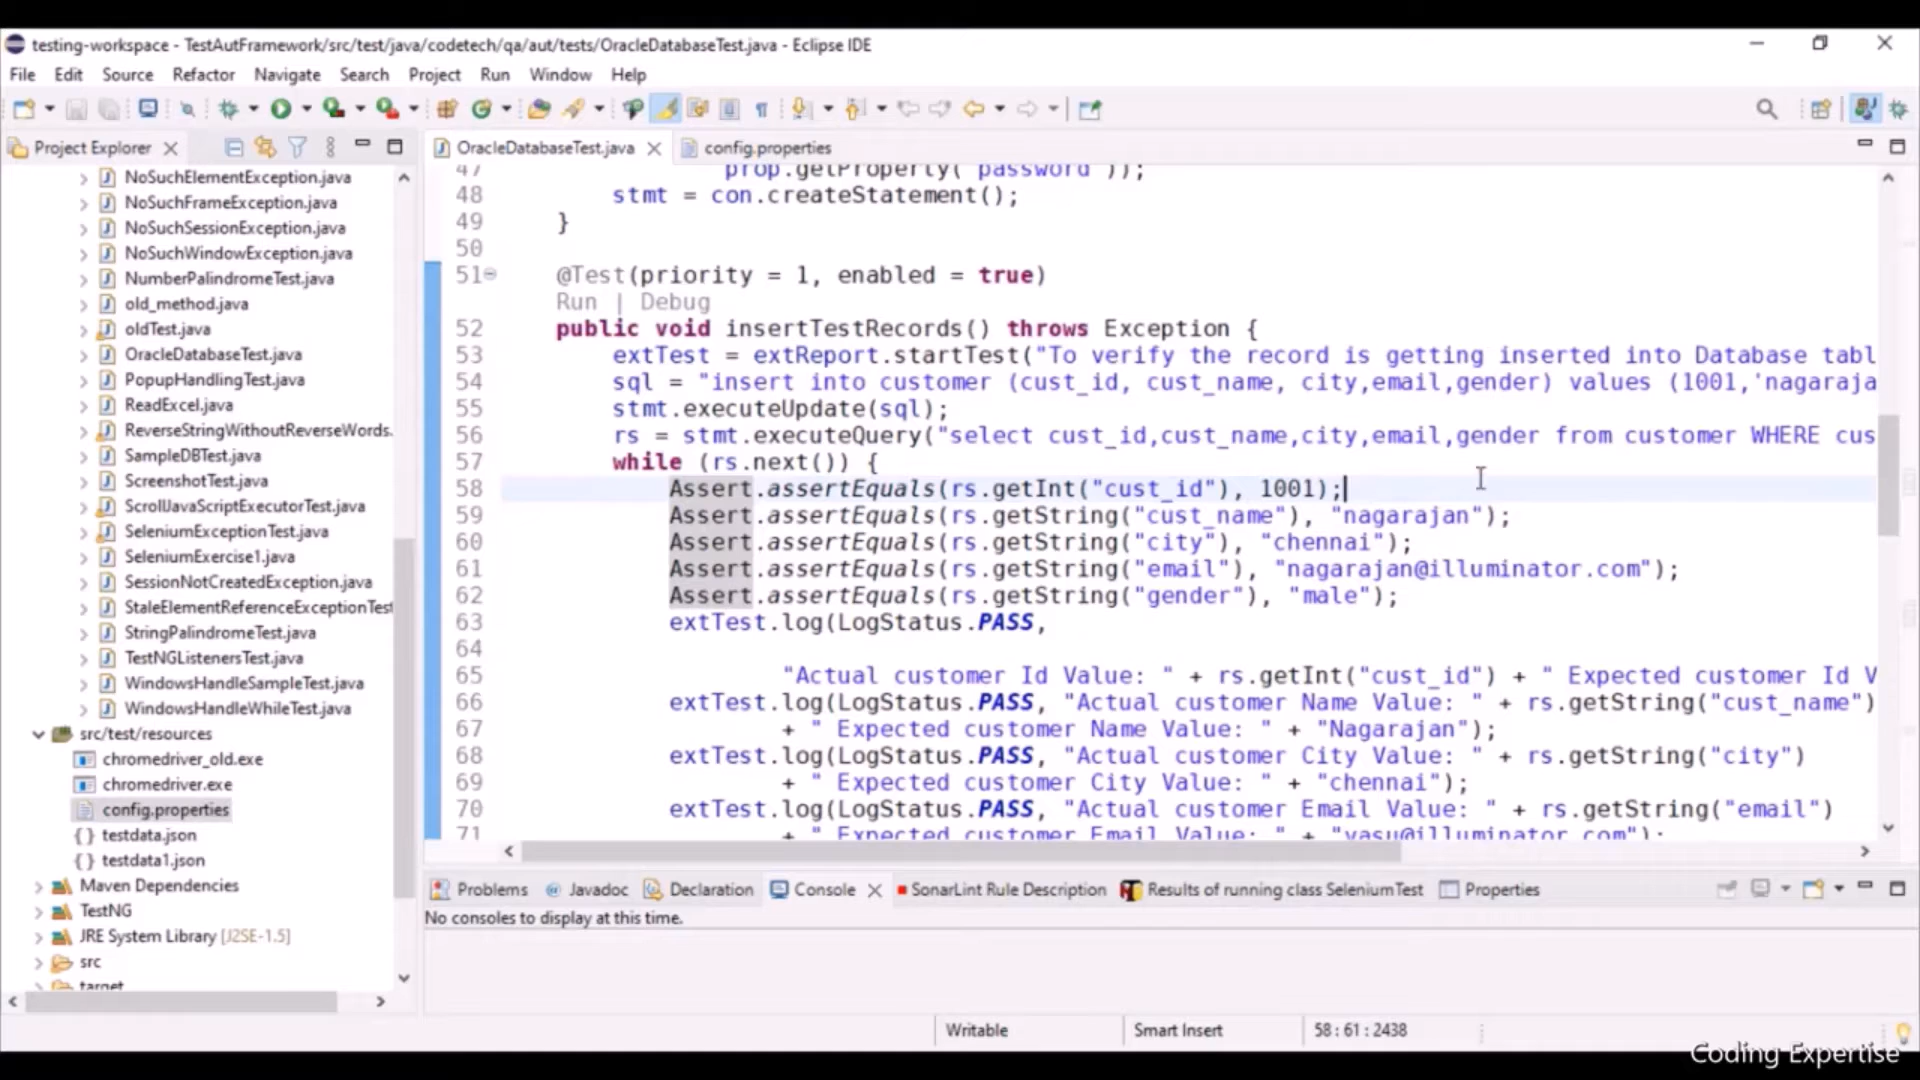 testing-workspace - TestAutFramework/src/test/java/codetech/qa/aut/tests/OracleDatabaseTest.java - Eclipse IDE
File Edit Source Refactor Navigate Search Project Run Window Help
Project Explorer
NoSuchElementException.java
NoSuchFrameException.java
NoSuchSessionException.java
NoSuchWindowException.java
NumberPalindromeTest.java
old_method.java
oldTest.java
OracleDatabaseTest.java
PopupHandlingTest.java
ReadExcel.java
ReverseStringWithoutReverseWords.
SampleDBTest.java
ScreenshotTest.java
ScrollJavaScriptExecutorTest.java
SeleniumExceptionTest.java
SeleniumExercise1.java
SessionNotCreatedException.java
StaleElementReferenceExceptionTest
StringPalindromeTest.java
TestNGListenersTest.java
WindowsHandleSampleTest.java
WindowsHandleWhileTest.java
src/test/resources
chromedriver_old.exe
chromedriver.exe
config.properties
testdata.json
testdata1.json
Maven Dependencies
TestNG
JRE System Library [J2SE-1.5]
src
target
OracleDatabaseTest.java config.properties
47 prop.getProperty("password"));
48 stmt = con.createStatement();
49 }
50
51 @Test(priority = 1, enabled = true)
Run | Debug
52 public void insertTestRecords() throws Exception {
53 extTest = extReport.startTest("To verify the record is getting inserted into Database tabl
54 sql = "insert into customer (cust_id, cust_name, city,email,gender) values (1001,'nagaraja
55 stmt.executeUpdate(sql);
56 rs = stmt.executeQuery("select cust_id,cust_name,city,email,gender from customer WHERE cus
57 while (rs.next()) {
58 Assert.assertEquals(rs.getInt("cust_id"), 1001);
59 Assert.assertEquals(rs.getString("cust_name"), "nagarajan");
60 Assert.assertEquals(rs.getString("city"), "chennai");
61 Assert.assertEquals(rs.getString("email"), "nagarajan@illuminator.com");
62 Assert.assertEquals(rs.getString("gender"), "male");
63 extTest.log(LogStatus.PASS,
64
65 "Actual customer Id Value: " + rs.getInt("cust_id") + " Expected customer Id V
66 extTest.log(LogStatus.PASS, "Actual customer Name Value: " + rs.getString("cust_name")
67 + " Expected customer Name Value: " + "Nagarajan");
68 extTest.log(LogStatus.PASS, "Actual customer City Value: " + rs.getString("city")
69 + " Expected customer City Value: " + "chennai");
70 extTest.log(LogStatus.PASS, "Actual customer Email Value: " + rs.getString("email")
71 + " Expected customer Email Value: " + "vasu@illuminator.com");
Problems Javadoc Declaration Console SonarLint Rule Description Results of running class SeleniumTest Properties
No consoles to display at this time.
Writable Smart Insert 58 : 61 : 2438
Coding Expertise